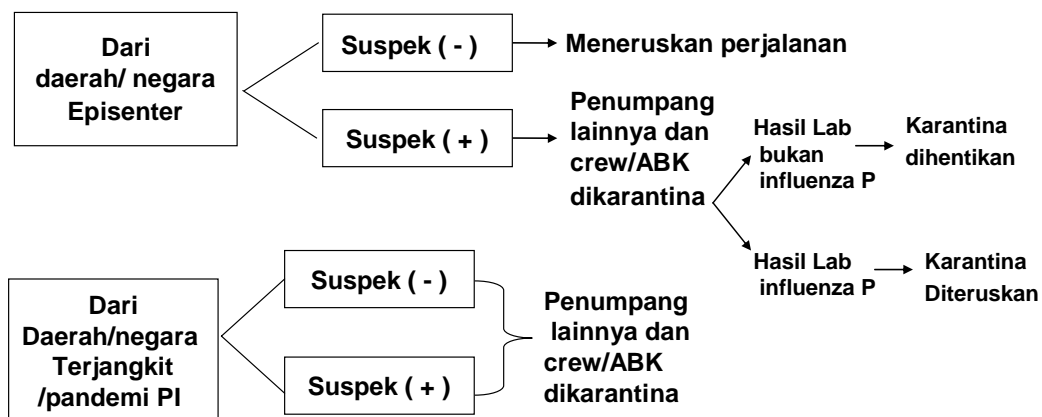 Dari
daerah/ negara
Episenter
Suspek ( - )
Meneruskan perjalanan
Suspek ( + )
Penumpang
lainnya dan
crew/ABK
dikarantina
Hasil Lab
bukan
influenza P
Karantina
dihentikan
Hasil Lab
influenza P
Karantina
Diteruskan
Dari
Daerah/negara
Terjangkit
/pandemi PI
Suspek ( - )
Suspek ( + )
Penumpang
lainnya dan
crew/ABK
dikarantina